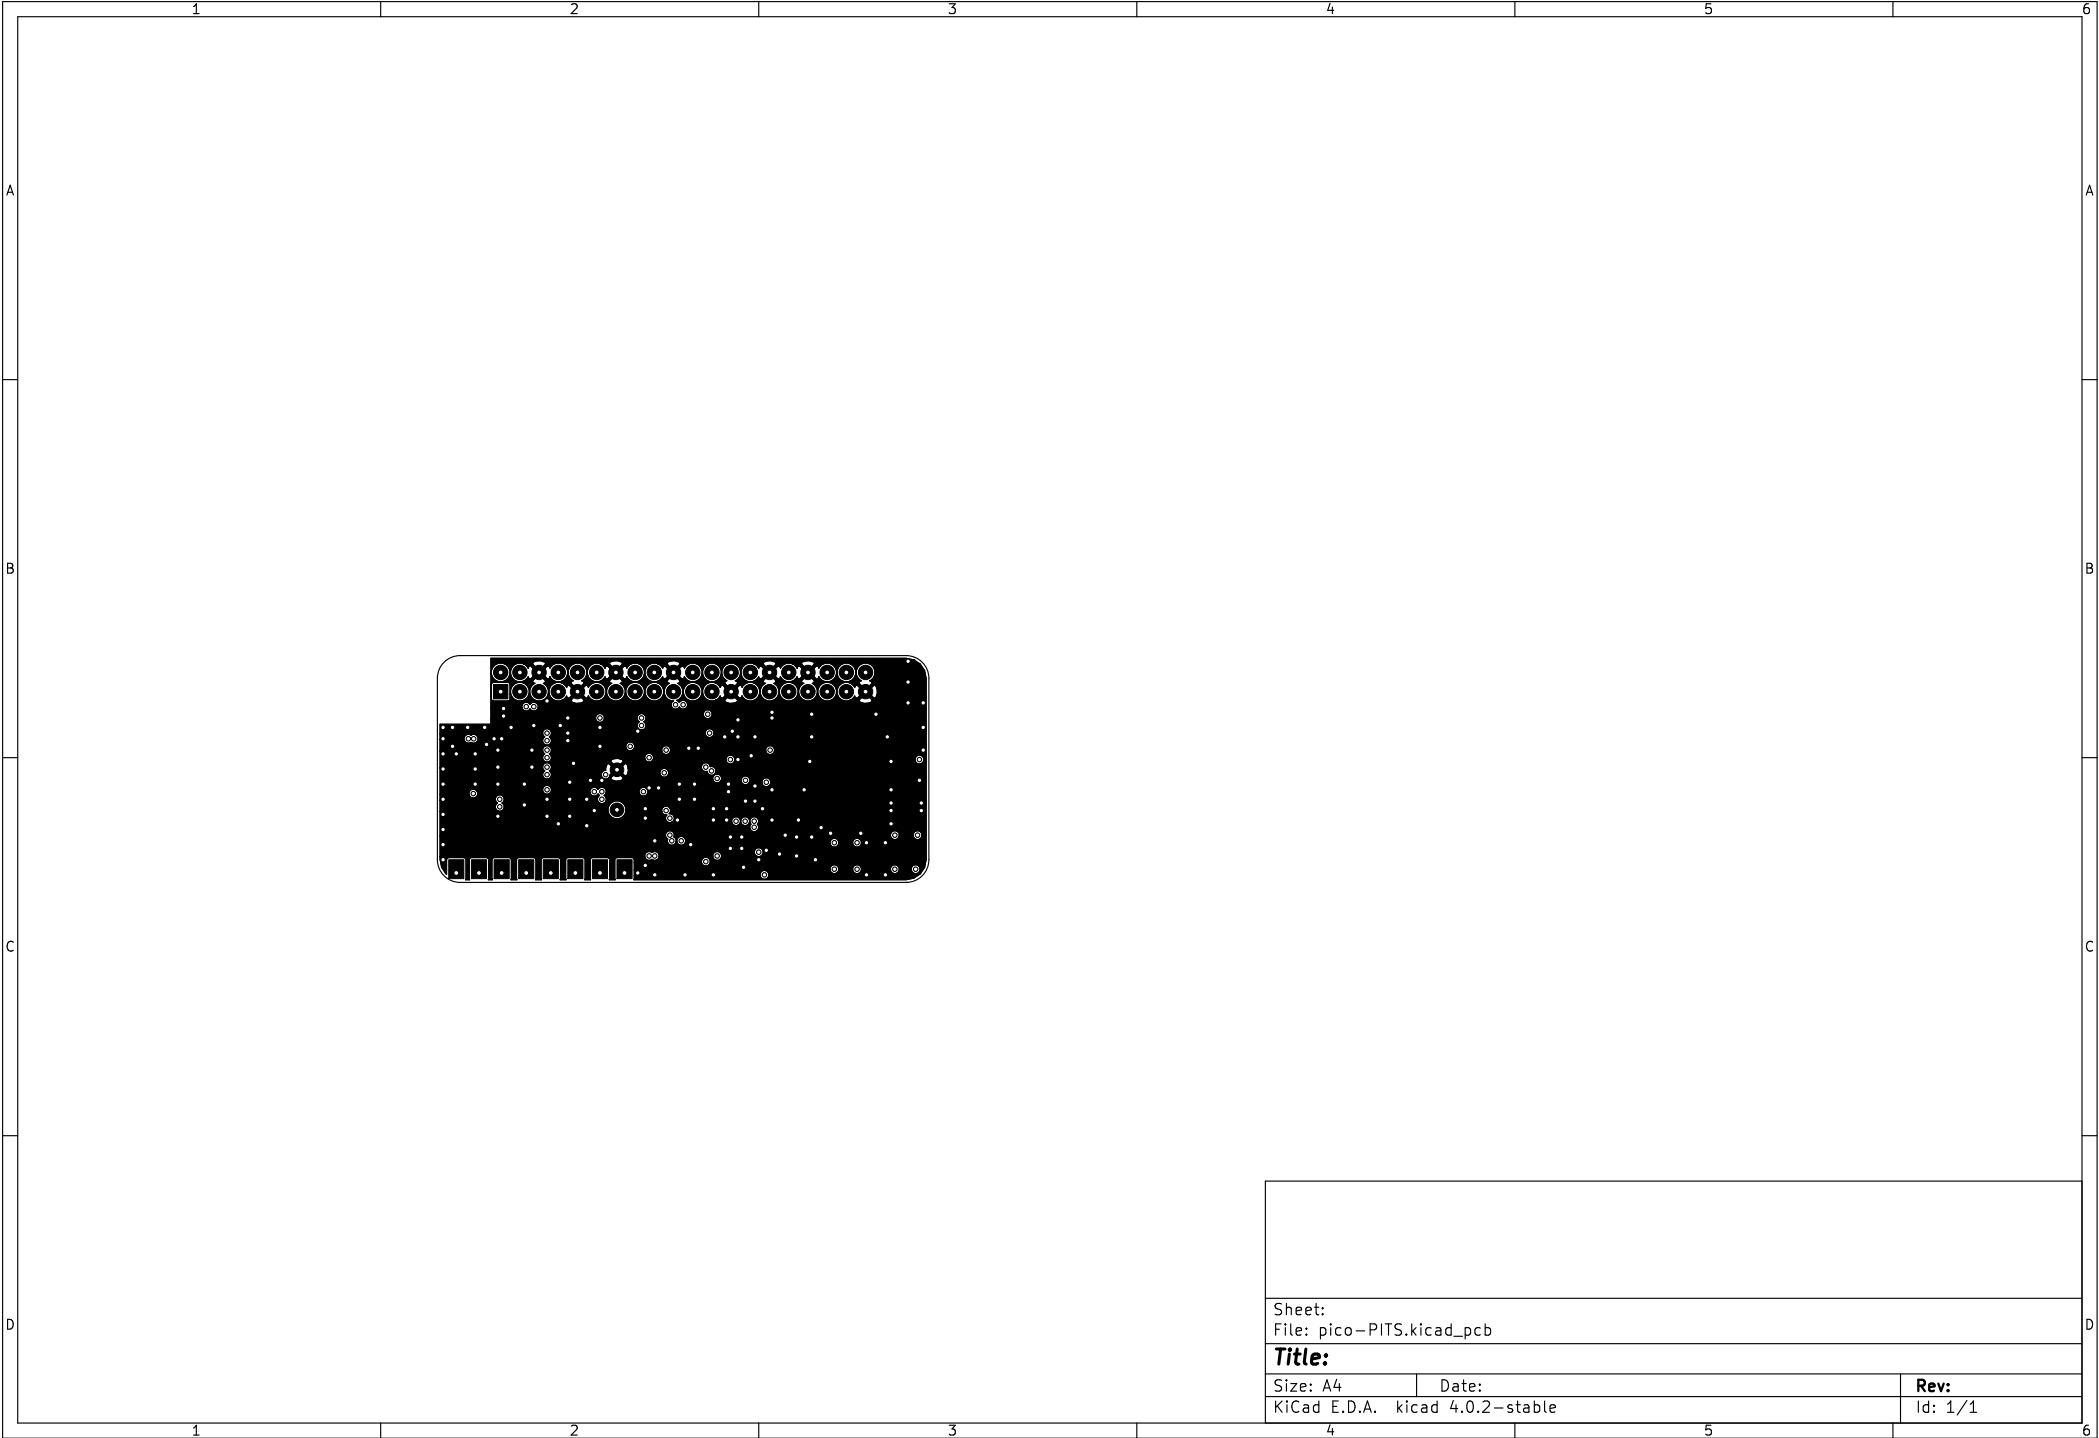 1 2 3 4 5 6
A A
B B
C C
D D
Sheet:
File: pico-PITS.kicad_pcb
Title:
Size: A4 Date: Rev:
KiCad E.D.A. kicad 4.0.2-stable Id: 1/1
1 2 3 4 5 6